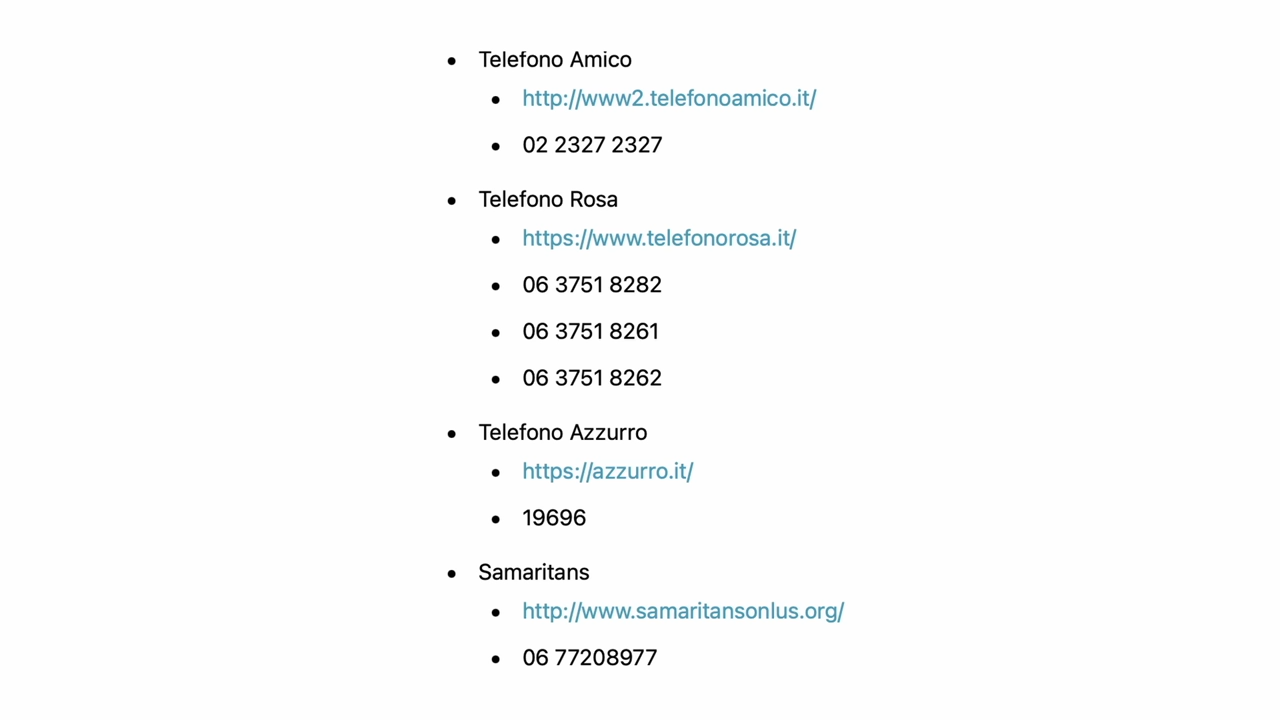 Telefono Amico
http://www2.telefonoamico.it/
02 2327 2327
Telefono Rosa
https://www.telefonorosa.it/
06 3751 8282
06 3751 8261
06 3751 8262
Telefono Azzurro
https://azzurro.it/
19696
Samaritans
http://www.samaritansonlus.org/
06 77208977